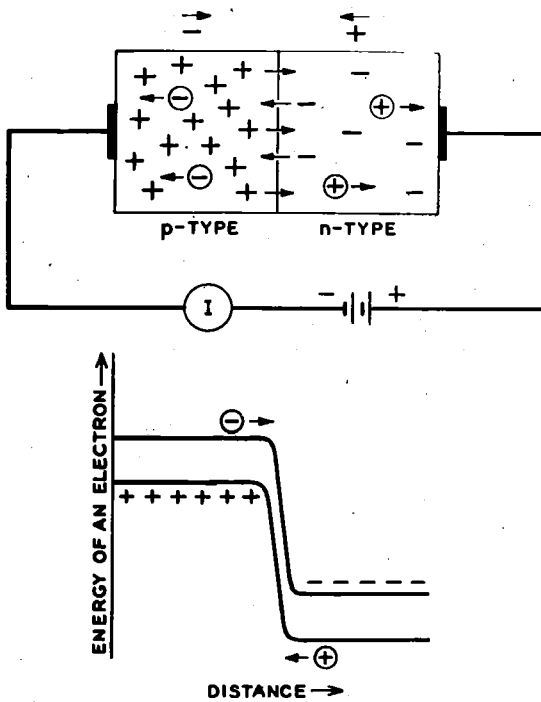 p-TYPE n-TYPE
I
- +
ENERGY OF AN ELECTRON
DISTANCE